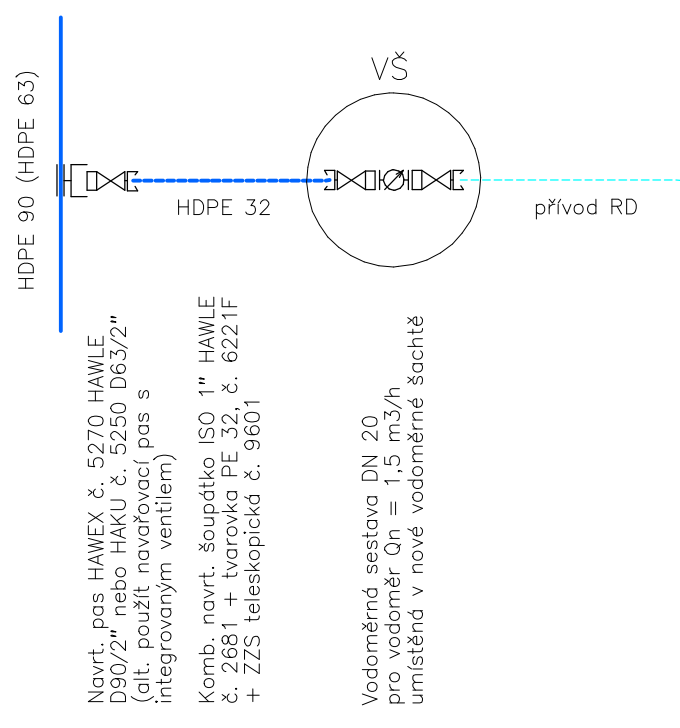 VŠ
HDPE 90 (HDPE 63)
HDPE 32
přívod RD
Navrt. pas HAWEX č. 5270 HAWLE
D90/2" nebo HAKU č. 5250 D63/2"
(alt. použít navařovací pas s
integrovaným ventilem)
Komb. navrt. šoupátko ISO 1" HAWLE
č. 2681 + tvarovka PE 32, č. 6221F
+ ZZS teleskopická č. 9601
Vodoměrná sestava DN 20
pro vodoměr Qn = 1,5 m3/h
umístěná v nové vodoměrné šachtě